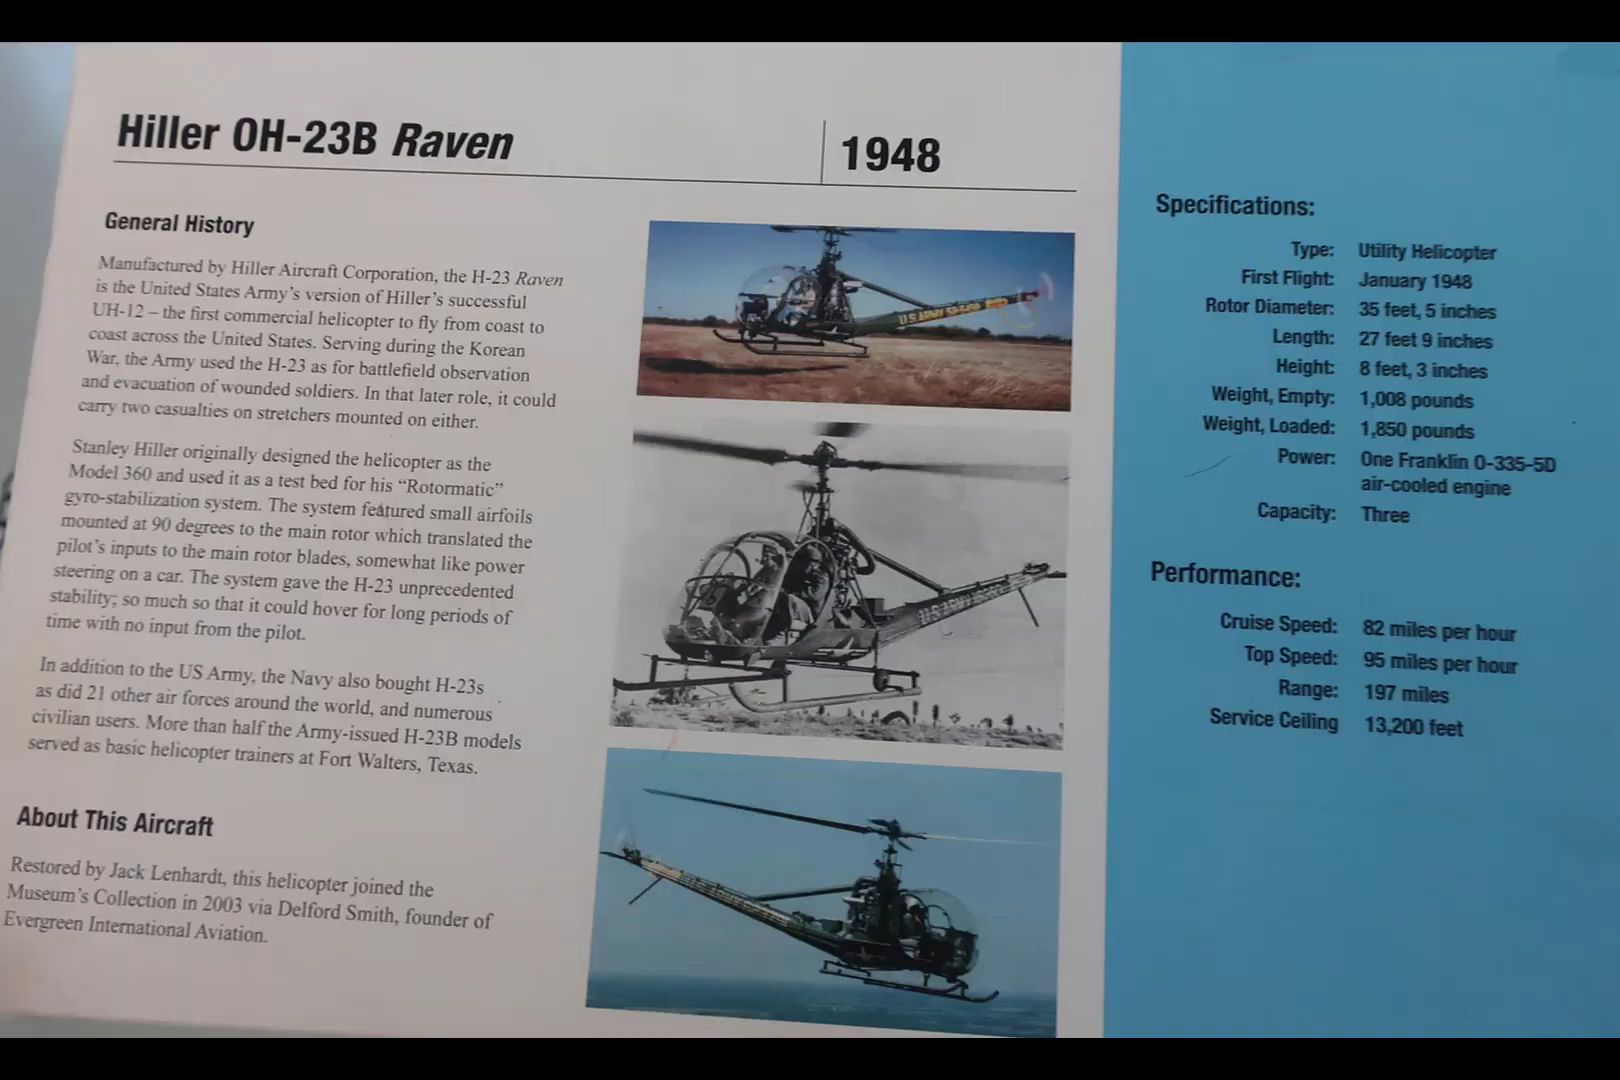 Hiller OH-23B Raven
1948
General History
Manufactured by Hiller Aircraft Corporation, the H-23 Raven
is the United States Army's version of Hiller's successful
UH-12 – the first commercial helicopter to fly from coast to
coast across the United States. Serving during the Korean
War, the Army used the H-23 as for battlefield observation
and evacuation of wounded soldiers. In that later role, it could
carry two casualties on stretchers mounted on either.
Stanley Hiller originally designed the helicopter as the
Model 360 and used it as a test bed for his “Rotormatic”
gyro-stabilization system. The system featured small airfoils
mounted at 90 degrees to the main rotor which translated the
pilot's inputs to the main rotor blades, somewhat like power
steering on a car. The system gave the H-23 unprecedented
stability; so much so that it could hover for long periods of
time with no input from the pilot.
In addition to the US Army, the Navy also bought H-23s
as did 21 other air forces around the world, and numerous
civilian users. More than half the Army-issued H-23B models
served as basic helicopter trainers at Fort Walters, Texas.
About This Aircraft
Restored by Jack Lenhardt, this helicopter joined the
Museum's Collection in 2003 via Delford Smith, founder of
Evergreen International Aviation.
U.S. ARMY
U.S. ARMY
Specifications:
Type: Utility Helicopter
First Flight: January 1948
Rotor Diameter: 35 feet, 5 inches
Length: 27 feet 9 inches
Height: 8 feet, 3 inches
Weight, Empty: 1,008 pounds
Weight, Loaded: 1,850 pounds
Power: One Franklin O-335-5D
air-cooled engine
Capacity: Three
Performance:
Cruise Speed: 82 miles per hour
Top Speed: 95 miles per hour
Range: 197 miles
Service Ceiling 13,200 feet